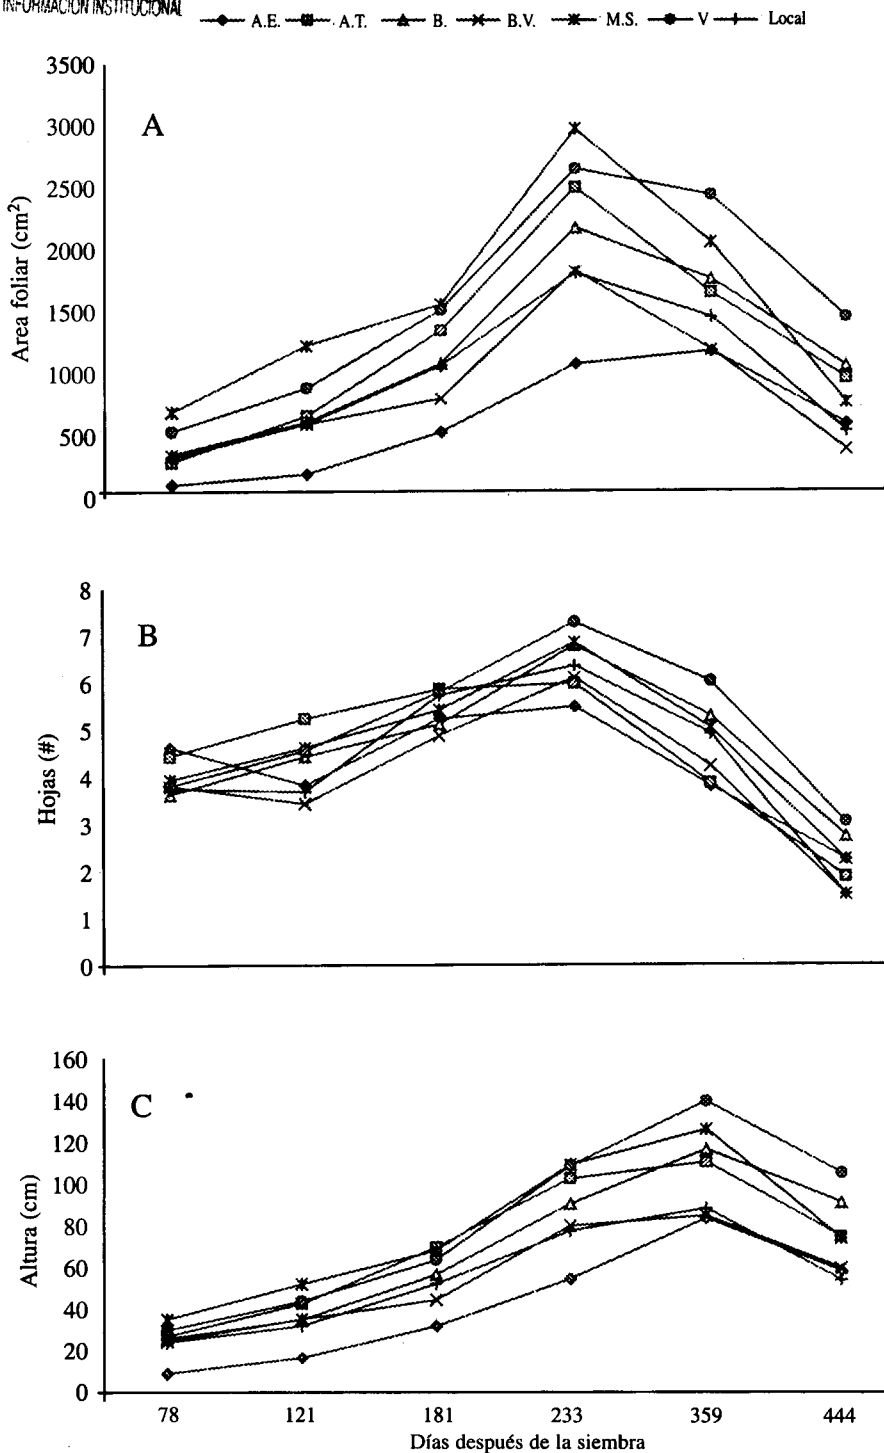 INFORMACION INSTITUCIONAL
A.E. A.T. B. B.V. M.S. V Local
A
Area foliar (cm²)
3500
3000
2500
2000
1500
1000
500
0
B
Hojas (#)
8
7
6
5
4
3
2
1
0
C
Altura (cm)
160
140
120
100
80
60
40
20
0
78 121 181 233 359 444
Días después de la siembra